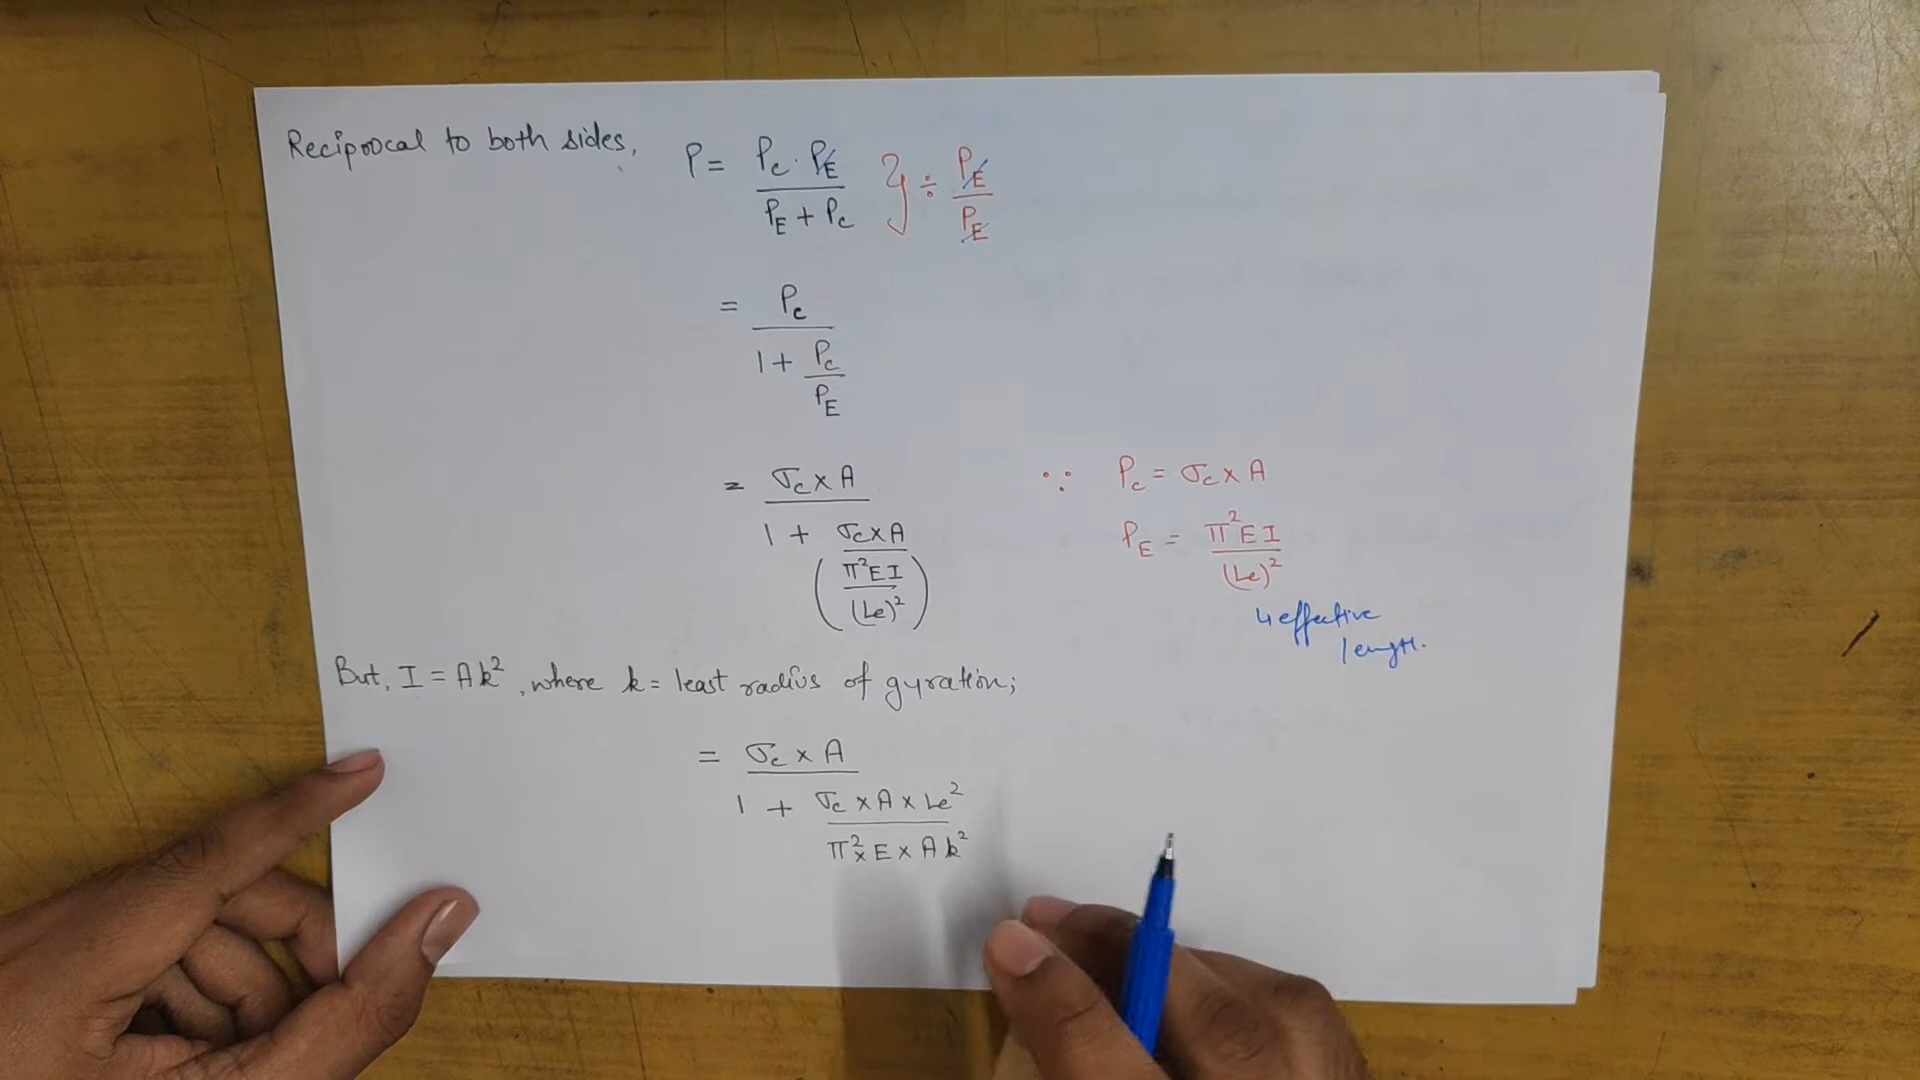 Reciprocal to both sides,
P = Pc · PE / PE + Pc } ÷ PE / PE
= Pc / 1 + Pc / PE
= σc × A / 1 + σc × A / (π²EI / (Le)²)
∵ Pc = σc × A
PE = π²EI / (Le)²
↳ effective
length.
But, I = Ak², where k = least radius of gyration;
= σc × A / 1 + σc × A × Le² / π² × E × Ak²